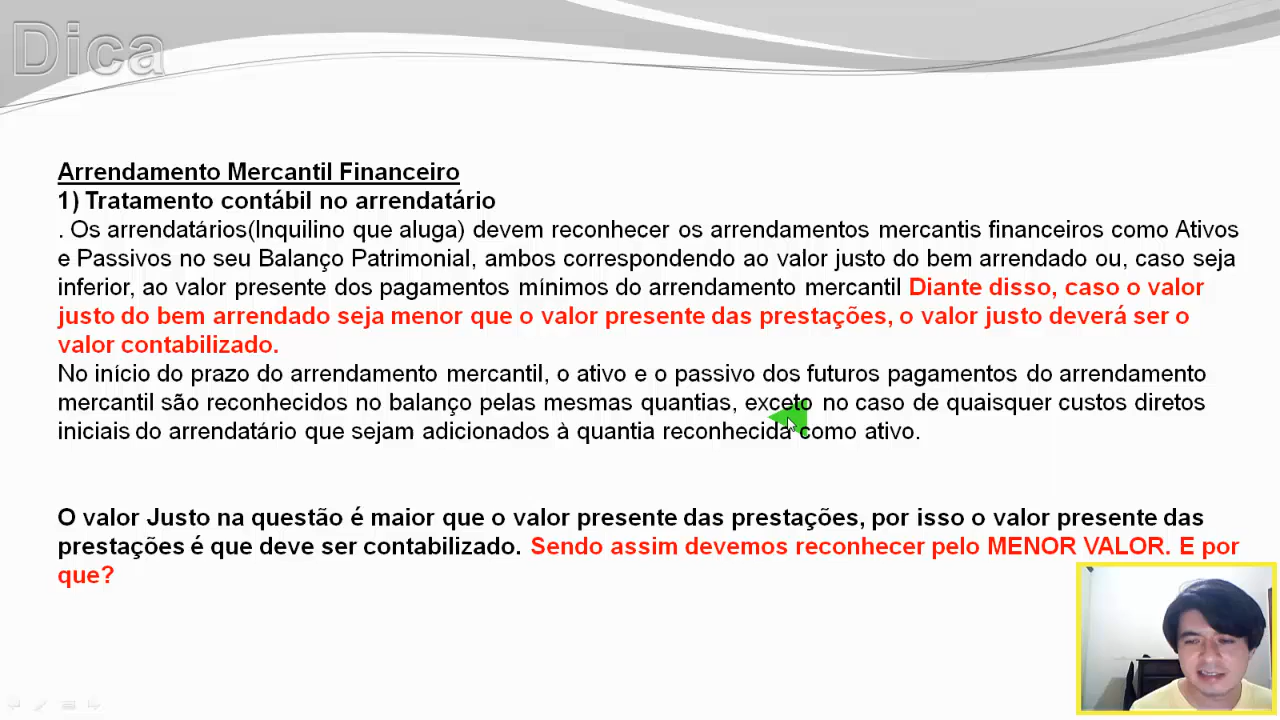 Dica
Arrendamento Mercantil Financeiro
1) Tratamento contábil no arrendatário
. Os arrendatários(Inquilino que aluga) devem reconhecer os arrendamentos mercantis financeiros como Ativos
e Passivos no seu Balanço Patrimonial, ambos correspondendo ao valor justo do bem arrendado ou, caso seja
inferior, ao valor presente dos pagamentos mínimos do arrendamento mercantil Diante disso, caso o valor
justo do bem arrendado seja menor que o valor presente das prestações, o valor justo deverá ser o
valor contabilizado.
No início do prazo do arrendamento mercantil, o ativo e o passivo dos futuros pagamentos do arrendamento
mercantil são reconhecidos no balanço pelas mesmas quantias, exceto no caso de quaisquer custos diretos
iniciais do arrendatário que sejam adicionados à quantia reconhecida como ativo.
O valor Justo na questão é maior que o valor presente das prestações, por isso o valor presente das
prestações é que deve ser contabilizado. Sendo assim devemos reconhecer pelo MENOR VALOR. E por
que?